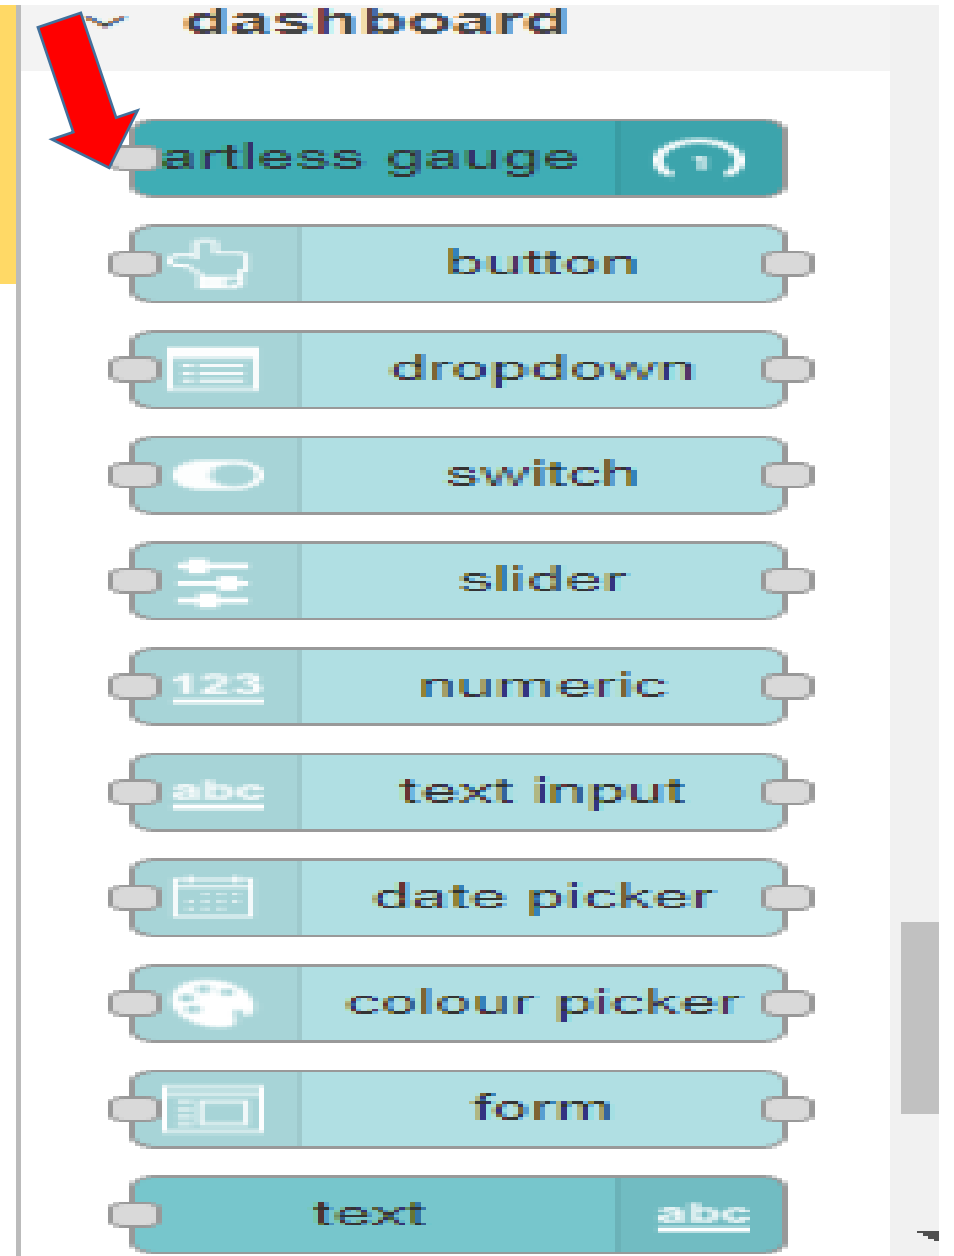 dashboard
artless gauge
1
button
dropdown
switch
slider
123
numeric
abc
text input
date picker
colour picker
form
text
abc